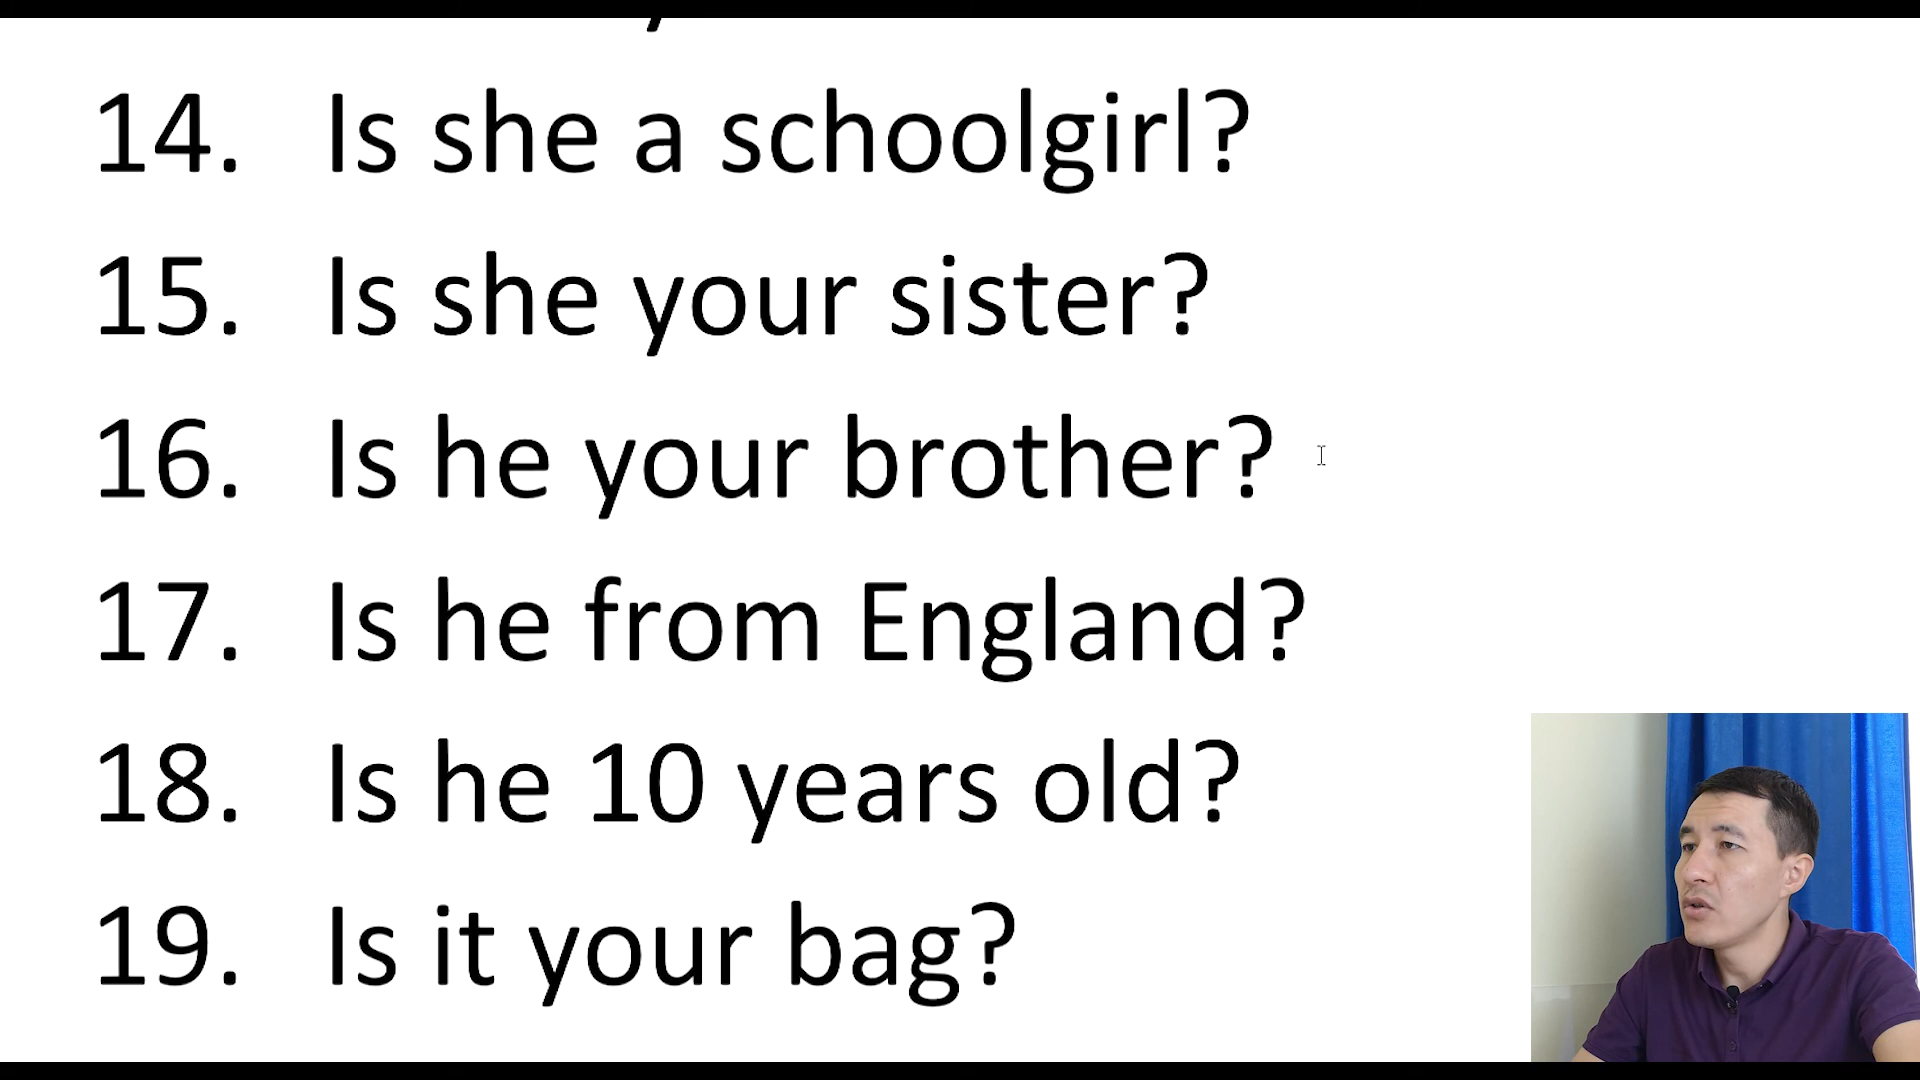 14. Is she a schoolgirl?
15. Is she your sister?
16. Is he your brother?
17. Is he from England?
18. Is he 10 years old?
19. Is it your bag?